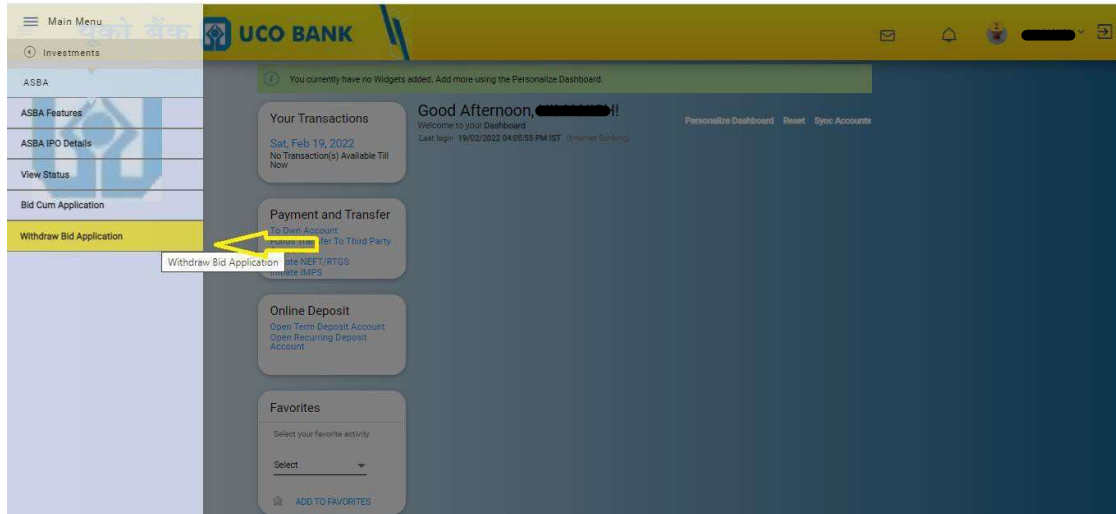 Main Menu
यूको बैंक
UCO BANK
Investments
ASBA
ASBA Features
ASBA IPO Details
View Status
Bid Cum Application
Withdraw Bid Application
Withdraw Bid Application
You currently have no Widgets added. Add more using the Personalize Dashboard.
Your Transactions
Sat, Feb 19, 2022
No Transaction(s) Available Till
Now
Good Afternoon,
Welcome to your Dashboard
Last login 19/02/2022 04:05:55 PM IST (Internet Banking)
Personalize Dashboard Reset Sync Accounts
Payment and Transfer
To Own Account
Funds Transfer To Third Party
NEFT/RTGS
Initiate IMPS
Online Deposit
Open Term Deposit Account
Open Recurring Deposit
Account
Favorites
Select your favorite activity
Select
ADD TO FAVORITES